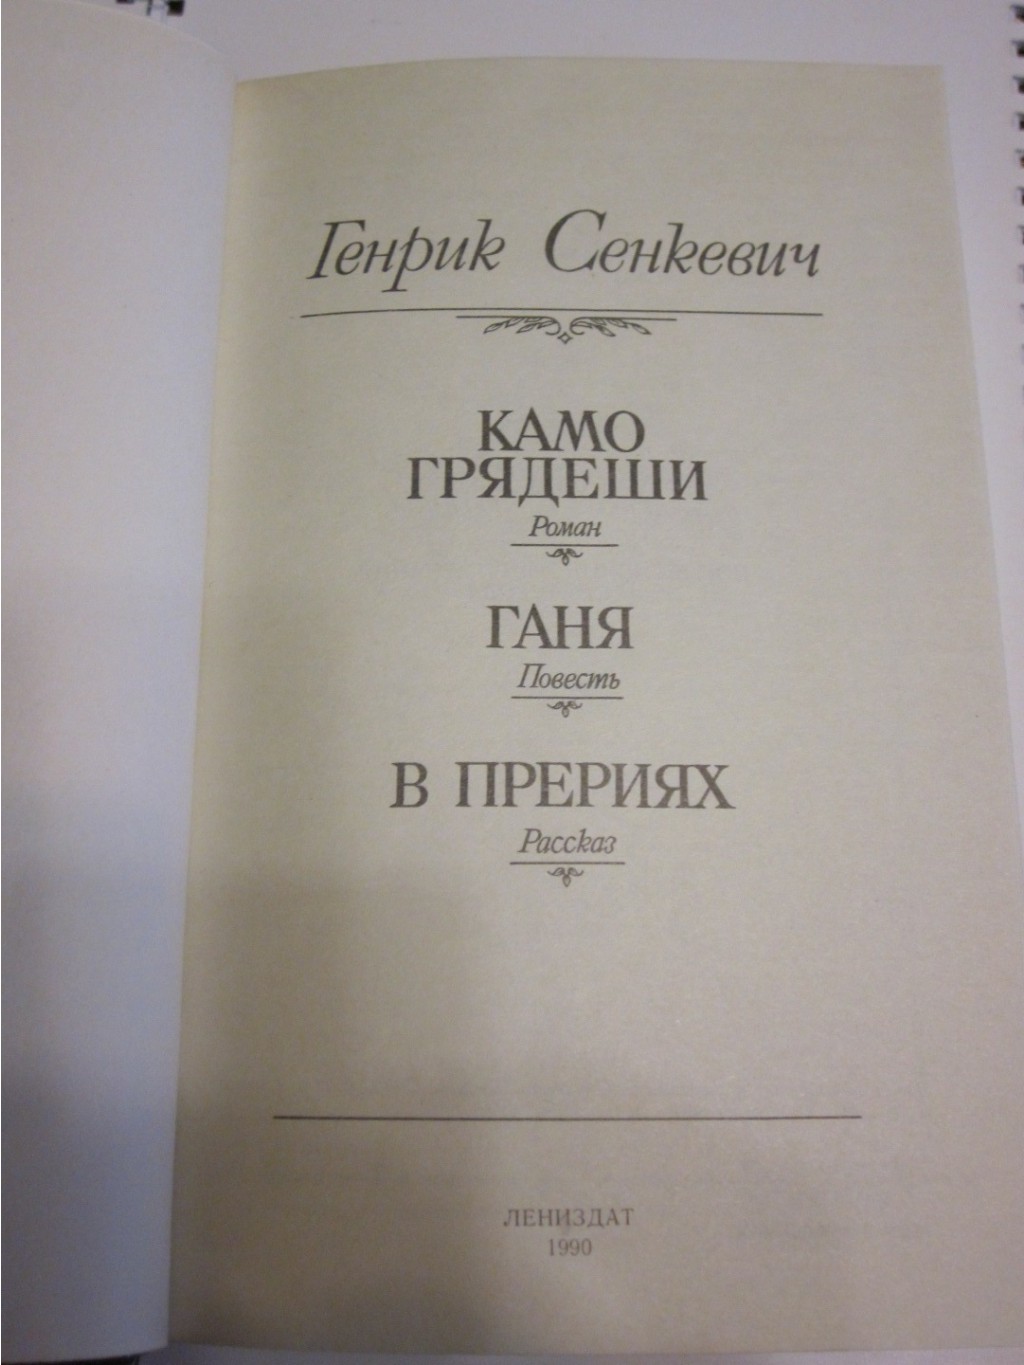 Генрик Сенкевич
КАМО
ГРЯДЕШИ
Роман
ГАНЯ
Повесть
В ПРЕРИЯХ
Рассказ
ЛЕНИЗДАТ
1990